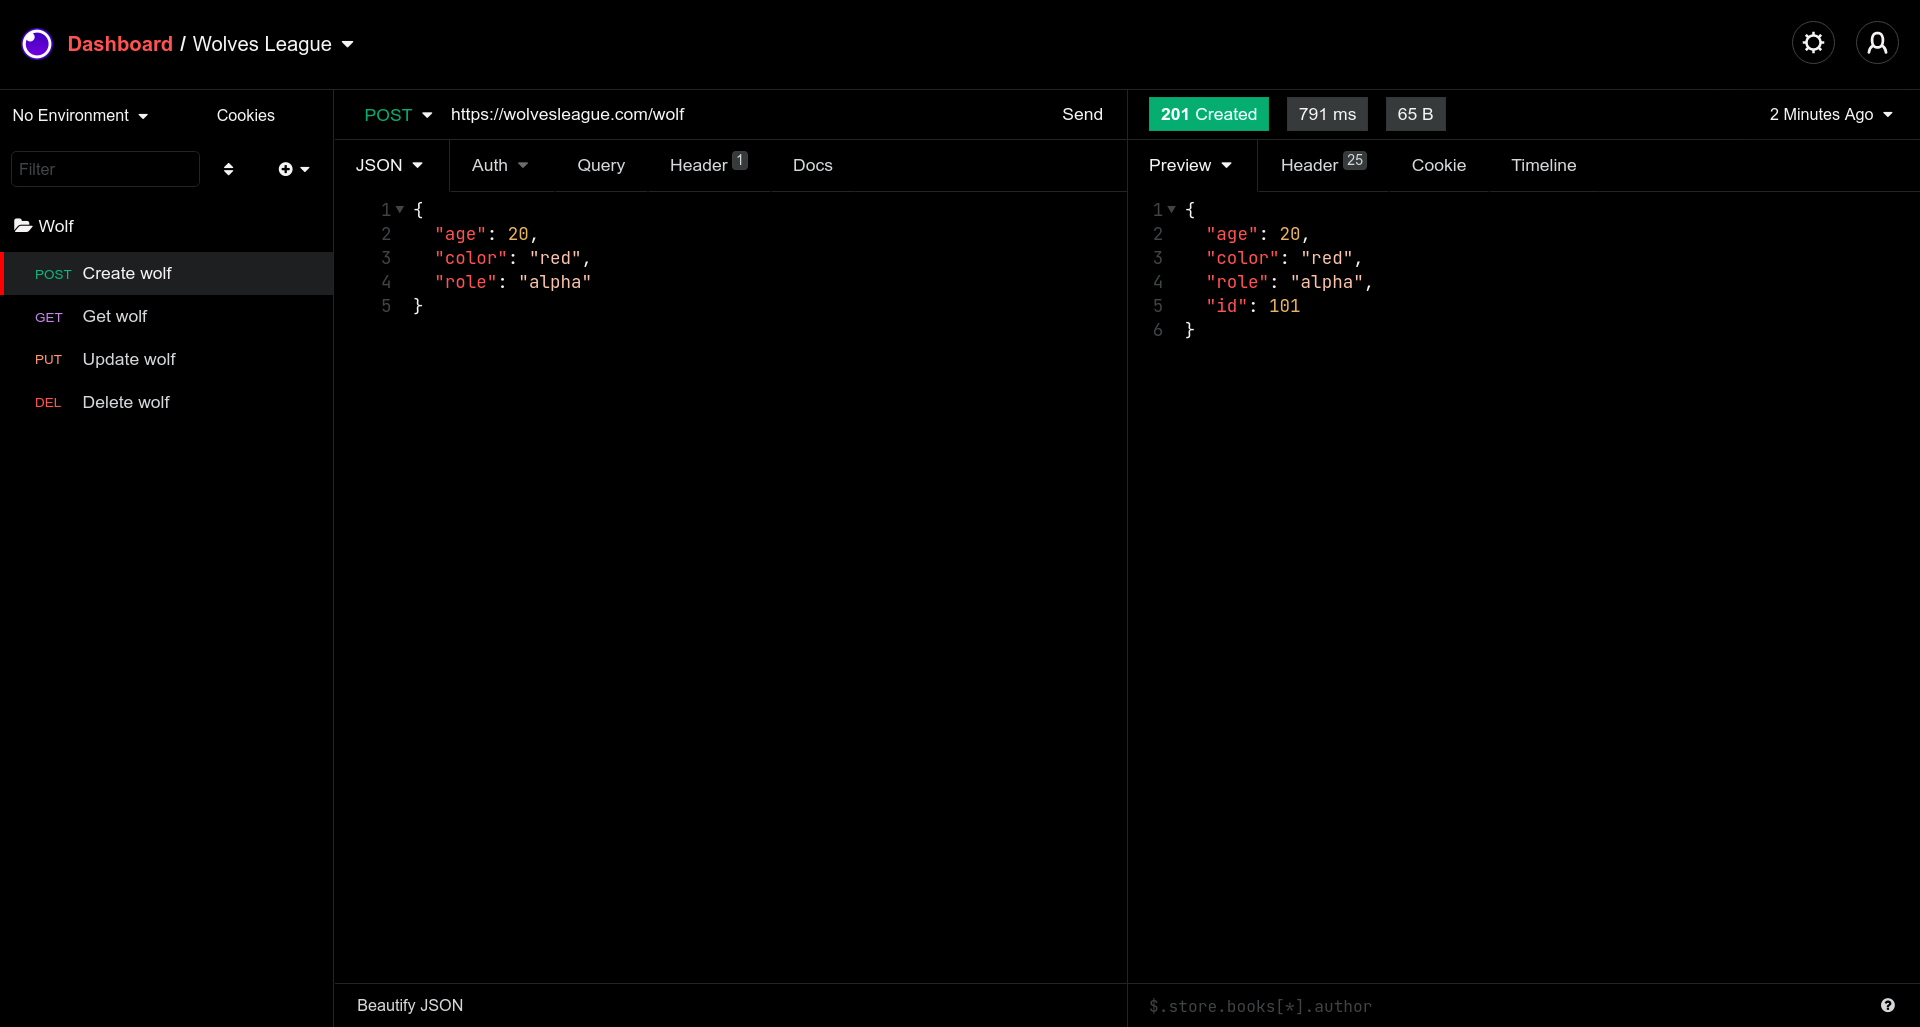 Dashboard / Wolves League
No Environment
Cookies
Filter
Wolf
POST Create wolf
GET Get wolf
PUT Update wolf
DEL Delete wolf
POST https://wolvesleague.com/wolf Send
JSON Auth Query Header 1 Docs
1 {
2 "age": 20,
3 "color": "red",
4 "role": "alpha"
5 }
Beautify JSON
201 Created 791 ms 65 B 2 Minutes Ago
Preview Header 25 Cookie Timeline
1 {
2 "age": 20,
3 "color": "red",
4 "role": "alpha",
5 "id": 101
6 }
$.store.books[*].author